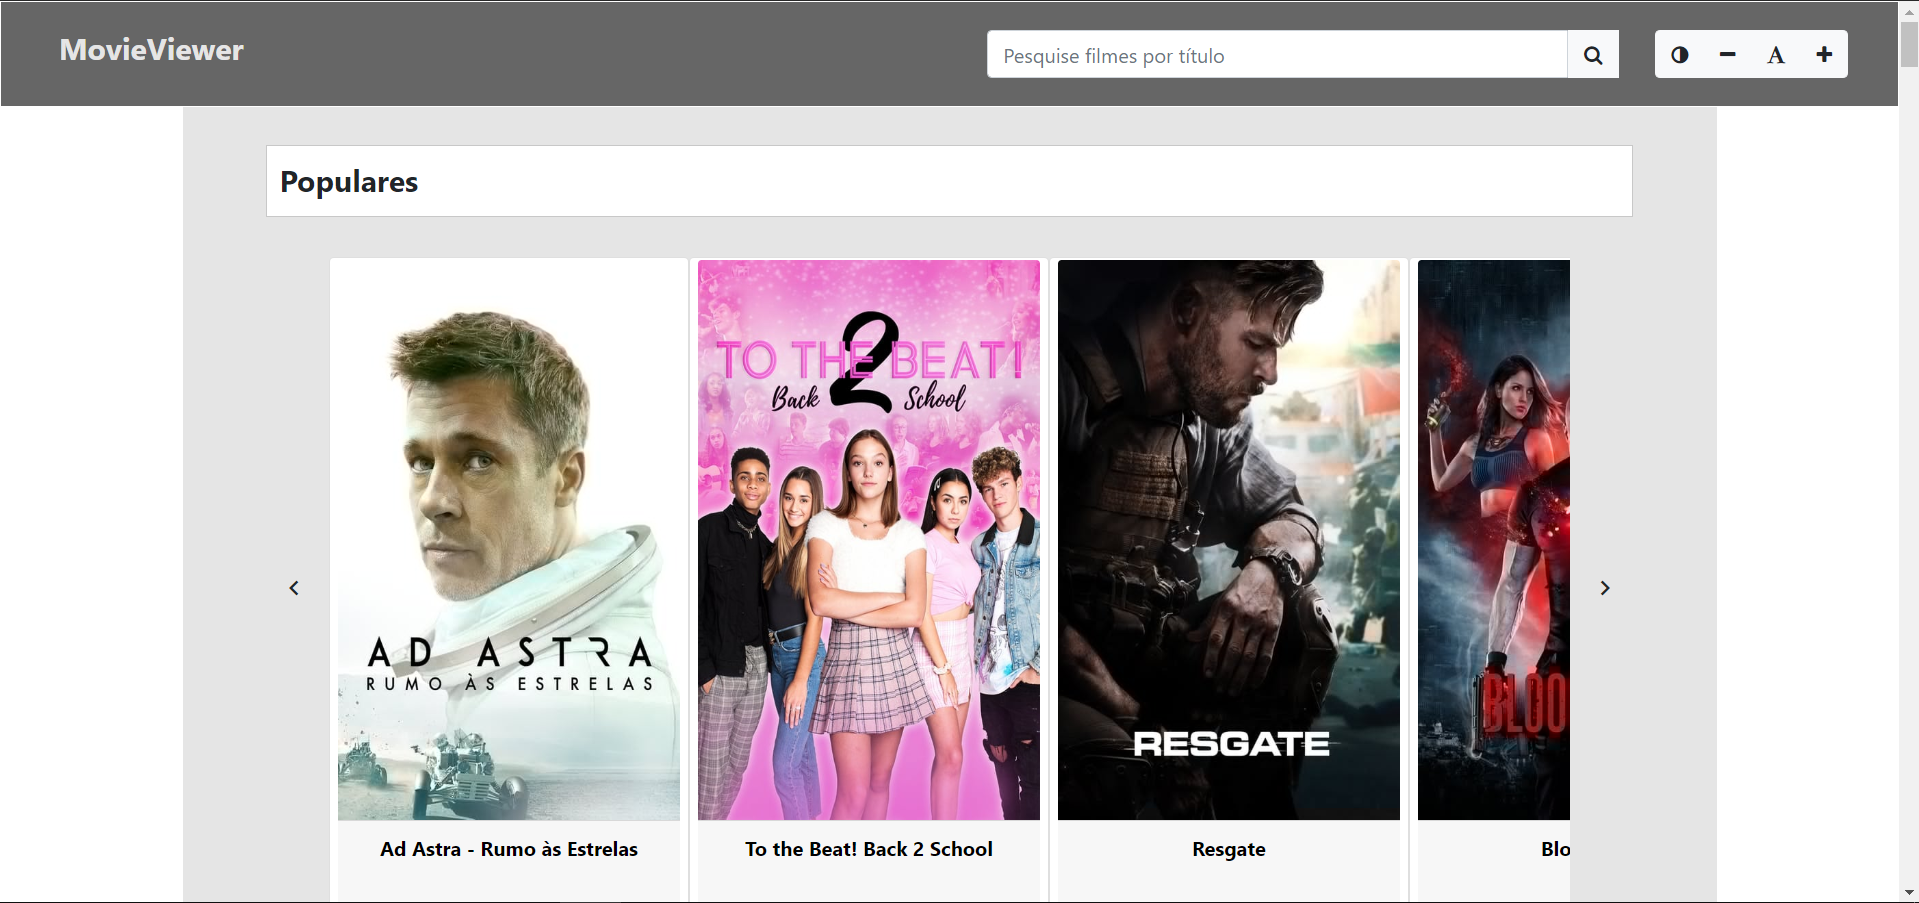 MovieViewer
Pesquise filmes por título
A
Populares
TO THE BEAT!
2
Back School
AD ASTRA
RUMO ÀS ESTRELAS
RESGATE
BLOO
Ad Astra - Rumo às Estrelas
To the Beat! Back 2 School
Resgate
Blo